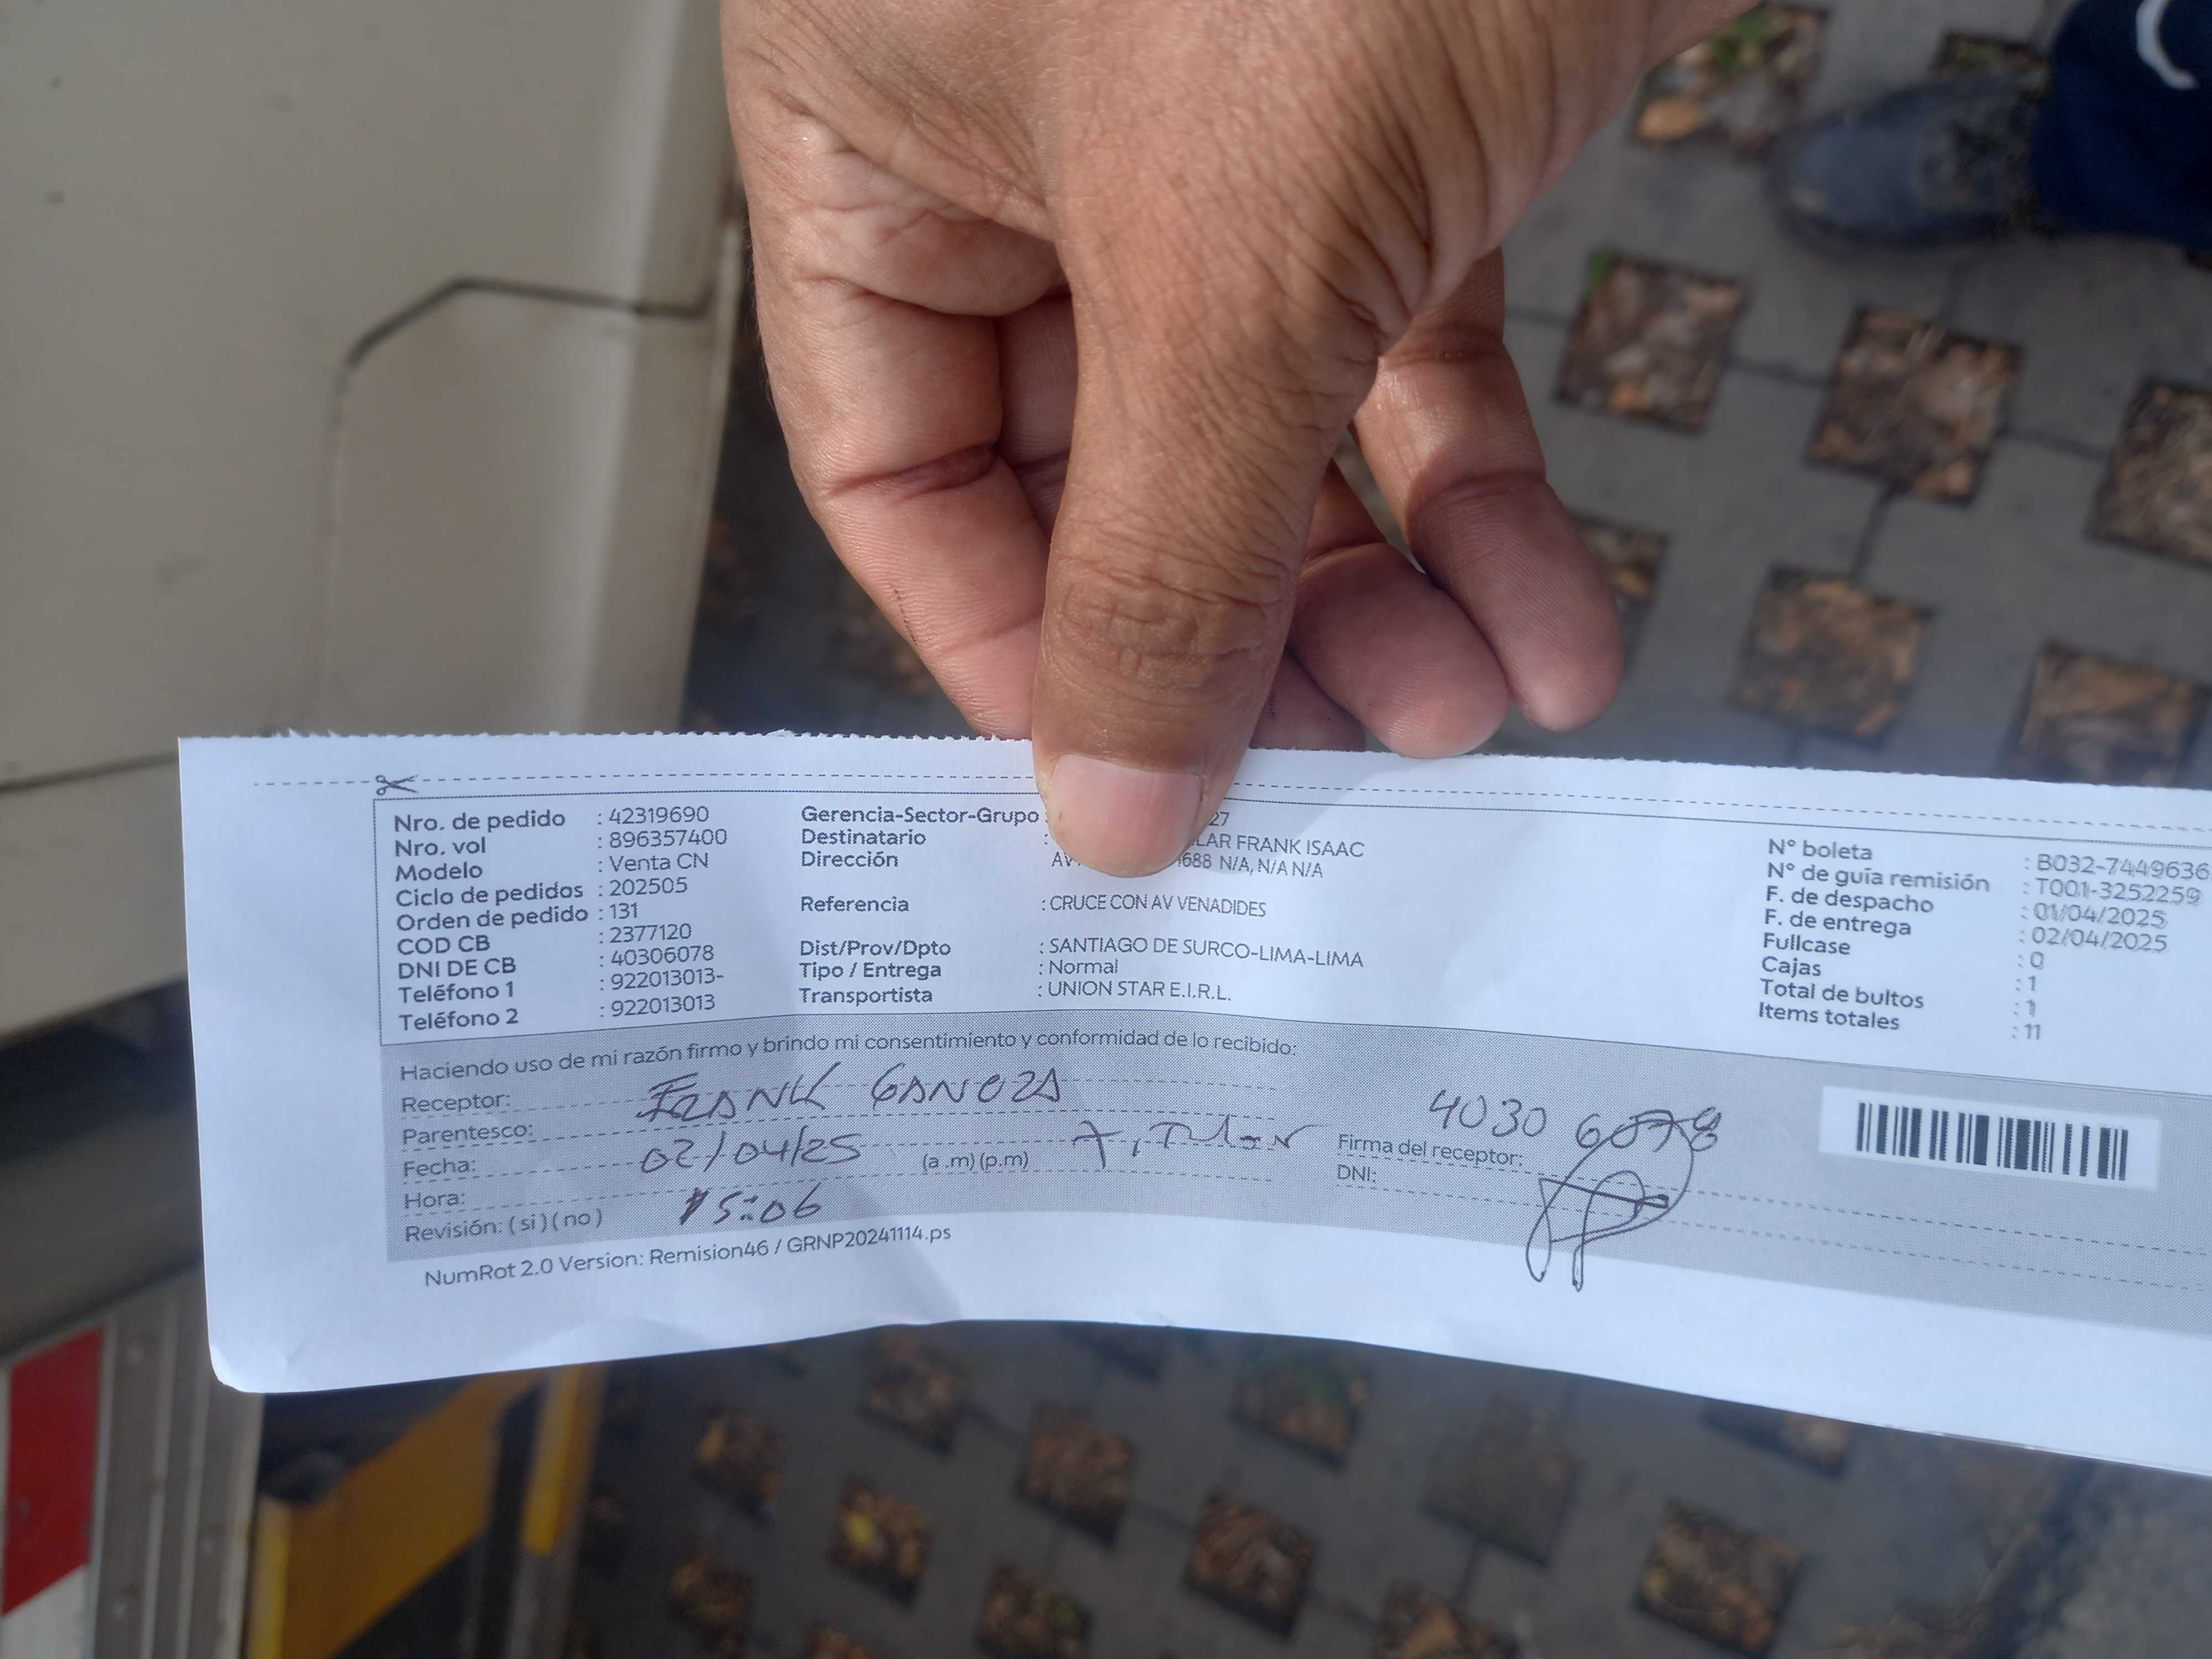 Nro. de pedido : 42319690
Nro. vol : 896357400
Modelo : Venta CN
Ciclo de pedidos : 202505
Orden de pedido : 131
COD CB : 2377120
DNI DE CB : 40306078
Teléfono 1 : 922013013-
Teléfono 2 : 922013013
Gerencia-Sector-Grupo : 27
Destinatario : LAR FRANK ISAAC
Dirección AV 688 N/A, N/A N/A
Referencia : CRUCE CON AV VENADIDES
Dist/Prov/Dpto : SANTIAGO DE SURCO-LIMA-LIMA
Tipo / Entrega : Normal
Transportista : UNION STAR E.I.R.L.
N° boleta : B032-7449636
N° de guía remisión : T001-3252259
F. de despacho : 01/04/2025
F. de entrega : 02/04/2025
Fullcase : 0
Cajas : 1
Total de bultos : 1
Items totales : 11
Haciendo uso de mi razón firmo y brindo mi consentimiento y conformidad de lo recibido:
Receptor: FRANK GANOZA
Parentesco:
Fecha: 02/04/25 (a .m) (p.m)
Hora: 15:06
Revisión: ( si ) ( no )
40306078
Firma del receptor:
DNI:
NumRot 2.0 Version: Remision46 / GRNP20241114.ps